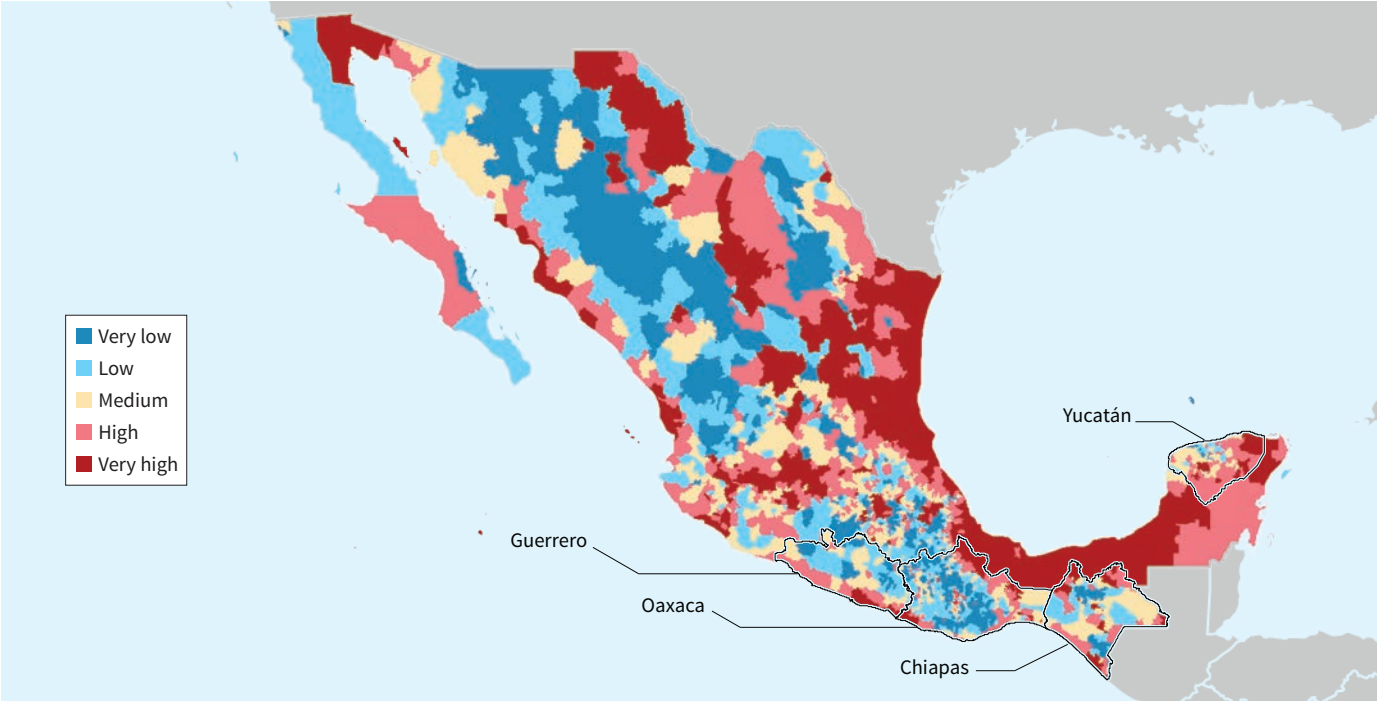 Very low
Low
Medium
High
Very high
Yucatán
Guerrero
Oaxaca
Chiapas